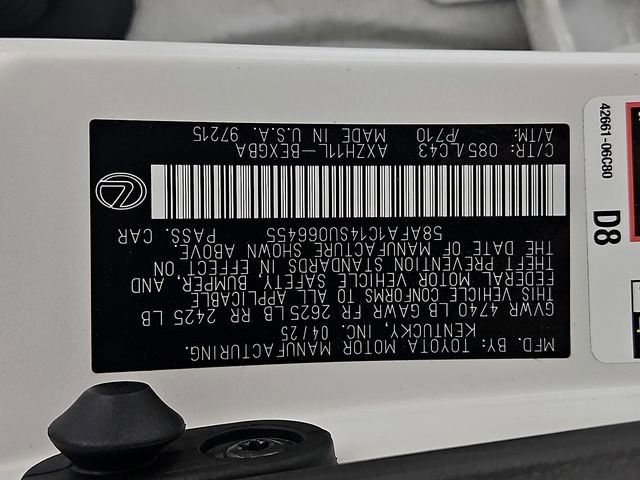 MFD. BY: TOYOTA MOTOR MANUFACTURING.
KENTUCKY, INC. 04/25
GVWR 4740 LB GAWR FR 2625 LB RR 2425 LB
THIS VEHICLE CONFORMS TO ALL APPLICABLE
FEDERAL MOTOR VEHICLE SAFETY, BUMPER, AND
THEFT PREVENTION STANDARDS IN EFFECT ON
THE DATE OF MANUFACTURE SHOWN ABOVE.
58AFA1C14SU066455 PASS. CAR
C/TR: 085/LC43 AXZH11L-BEXGBA
A/TM: /P710 MADE IN U.S.A. 97215
42661-06C80
D8